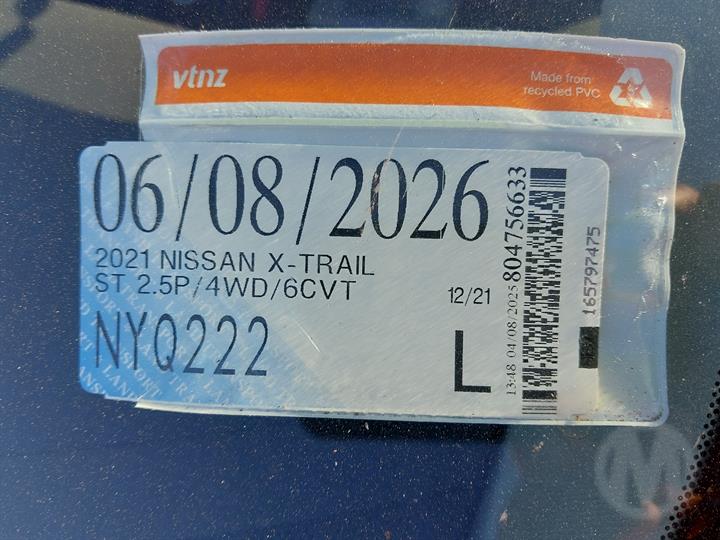 vtnz
Made from
recycled PVC
06/08/2026
2021 NISSAN X-TRAIL
ST 2.5P/4WD/6CVT
12/21
NYQ222
L
13:48 04/08/2025
804756633
165797475
M